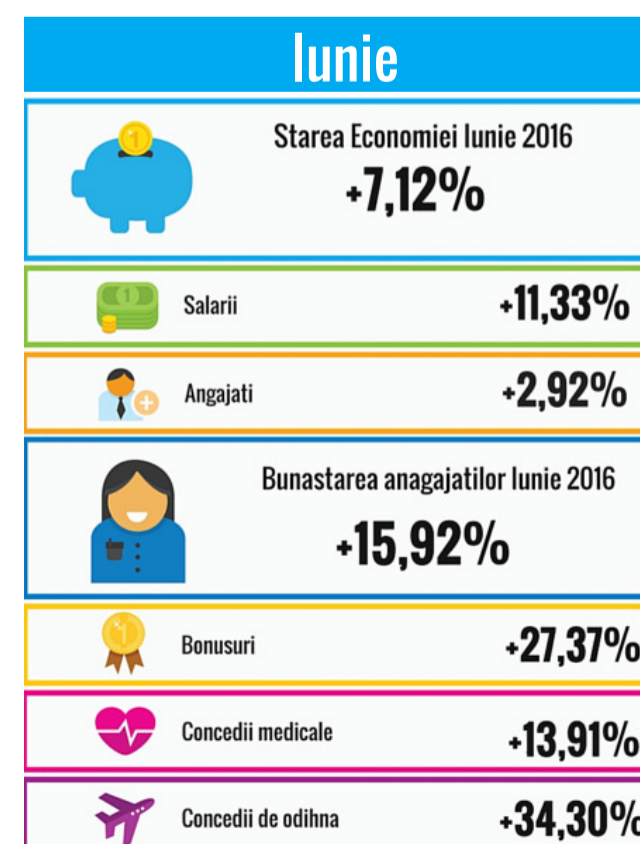 Iunie
Starea Economiei Iunie 2016
+7,12%
Salarii +11,33%
Angajati +2,92%
Bunastarea anagajatilor Iunie 2016
+15,92%
Bonusuri +27,37%
Concedii medicale +13,91%
Concedii de odihna +34,30%